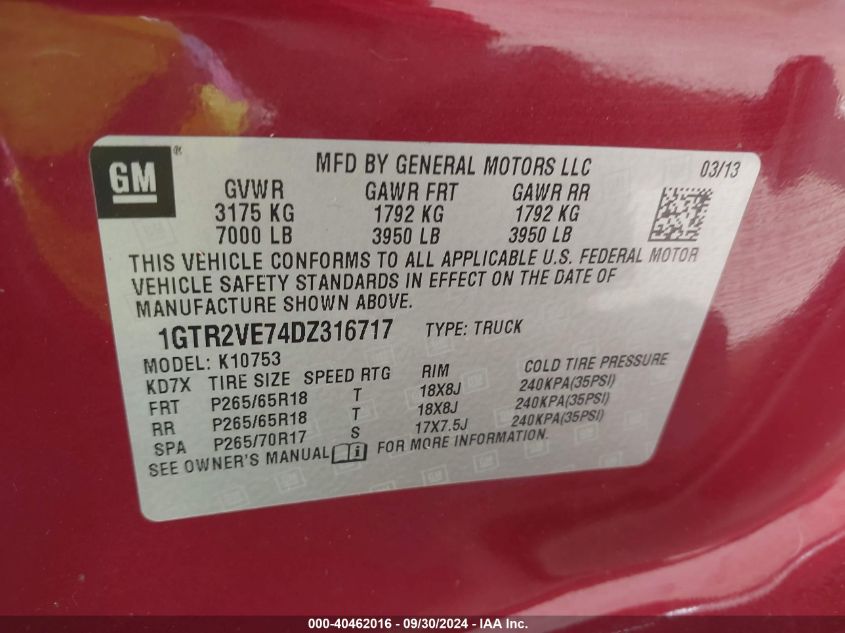 GM ®
MFD BY GENERAL MOTORS LLC 03/13
GVWR GAWR FRT GAWR RR
3175 KG 1792 KG 1792 KG
7000 LB 3950 LB 3950 LB
THIS VEHICLE CONFORMS TO ALL APPLICABLE U.S. FEDERAL MOTOR
VEHICLE SAFETY STANDARDS IN EFFECT ON THE DATE OF
MANUFACTURE SHOWN ABOVE.
1GTR2VE74DZ316717 TYPE: TRUCK
MODEL: K10753
KD7X TIRE SIZE SPEED RTG RIM COLD TIRE PRESSURE
FRT P265/65R18 T 18X8J 240KPA(35PSI)
RR P265/65R18 T 18X8J 240KPA(35PSI)
SPA P265/70R17 S 17X7.5J 240KPA(35PSI)
SEE OWNER'S MANUAL i FOR MORE INFORMATION.
000-40462016 - 09/30/2024 - IAA Inc.